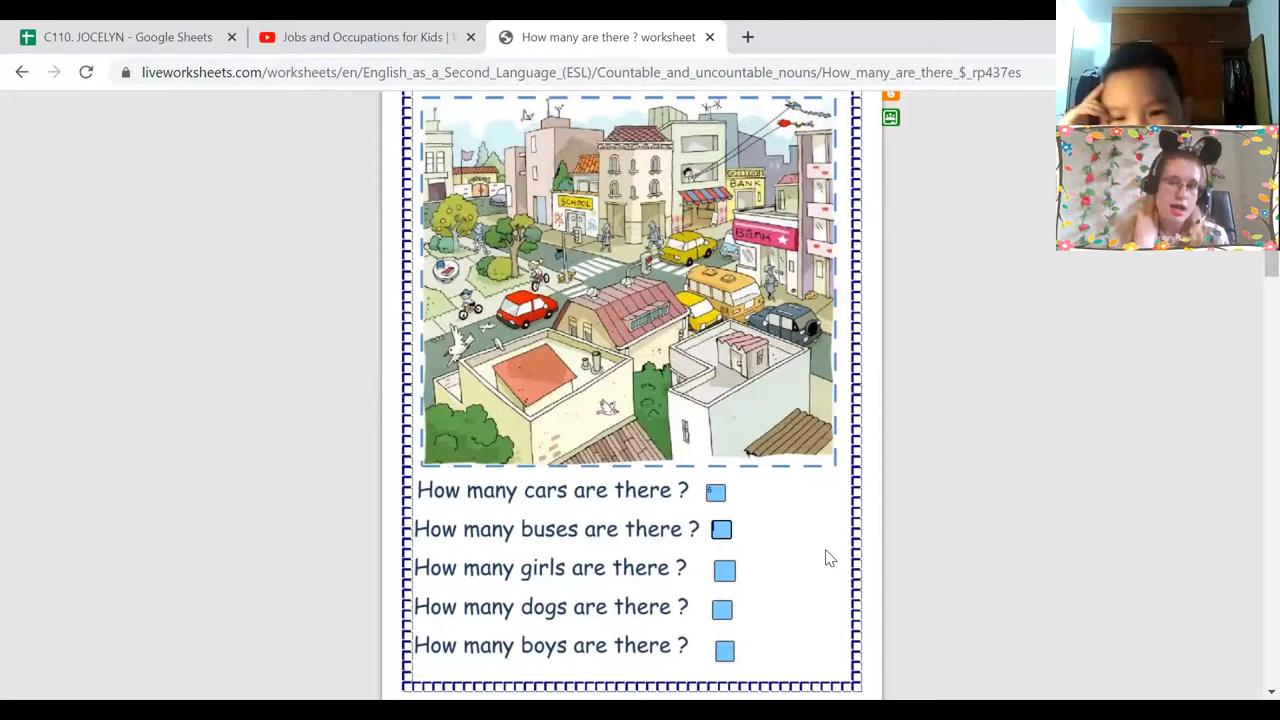 C110. JOCELYN - Google Sheets
Jobs and Occupations for Kids |
How many are there ? worksheet
liveworksheets.com/worksheets/en/English_as_a_Second_Language_(ESL)/Countable_and_uncountable_nouns/How_many_are_there_$_rp437es
SCHOOL
BANK
BANK
How many cars are there ? 6
How many buses are there ?
How many girls are there ?
How many dogs are there ?
How many boys are there ?